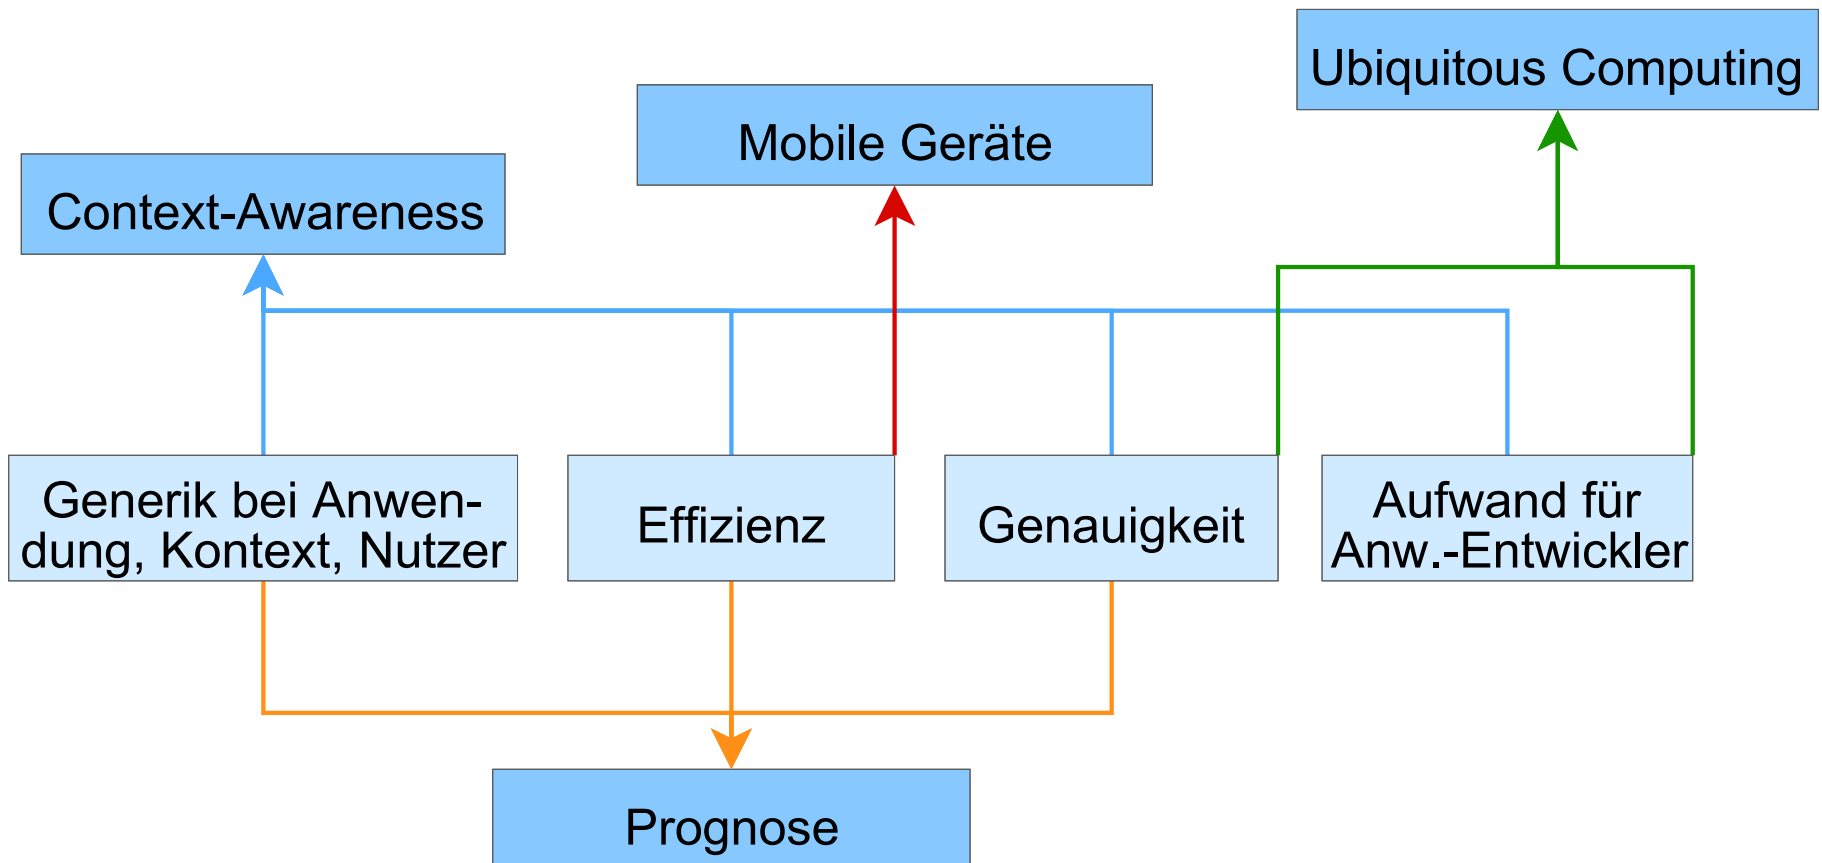 Ubiquitous Computing
Mobile Geräte
Context-Awareness
Generik bei Anwen-
dung, Kontext, Nutzer
Effizienz
Genauigkeit
Aufwand für
Anw.-Entwickler
Prognose